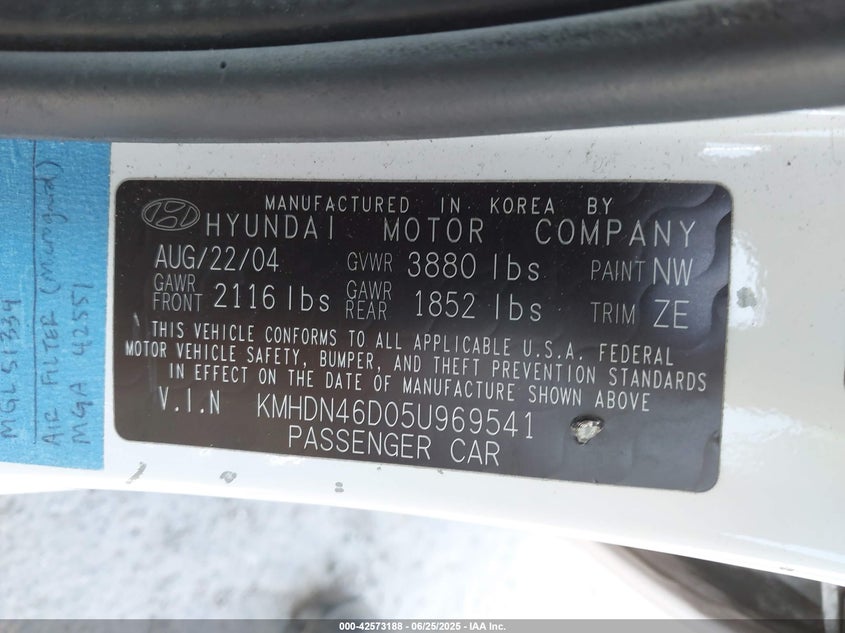 MANUFACTURED IN KOREA BY
HYUNDAI MOTOR COMPANY
AUG/22/04 GVWR 3880 lbs PAINT NW
GAWR FRONT 2116 lbs GAWR REAR 1852 lbs TRIM ZE
THIS VEHICLE CONFORMS TO ALL APPLICABLE U.S.A. FEDERAL
MOTOR VEHICLE SAFETY, BUMPER, AND THEFT PREVENTION STANDARDS
IN EFFECT ON THE DATE OF MANUFACTURE SHOWN ABOVE
V.I.N KMHDN46D05U969541
PASSENGER CAR
MGL51334
AIR FILTER
MGA 42551
000-42573188 — 06/25/2025 — IAA Inc.